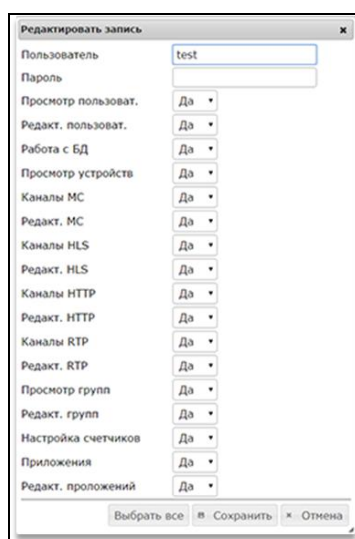 Редактировать запись x
Пользователь test
Пароль
Просмотр пользоват. Да
Редакт. пользоват. Да
Работа с БД Да
Просмотр устройств Да
Каналы МС Да
Редакт. МС Да
Каналы HLS Да
Редакт. HLS Да
Каналы HTTP Да
Редакт. HTTP Да
Каналы RTP Да
Редакт. RTP Да
Просмотр групп Да
Редакт. групп Да
Настройка счетчиков Да
Приложения Да
Редакт. проложений Да
Выбрать все Сохранить x Отмена